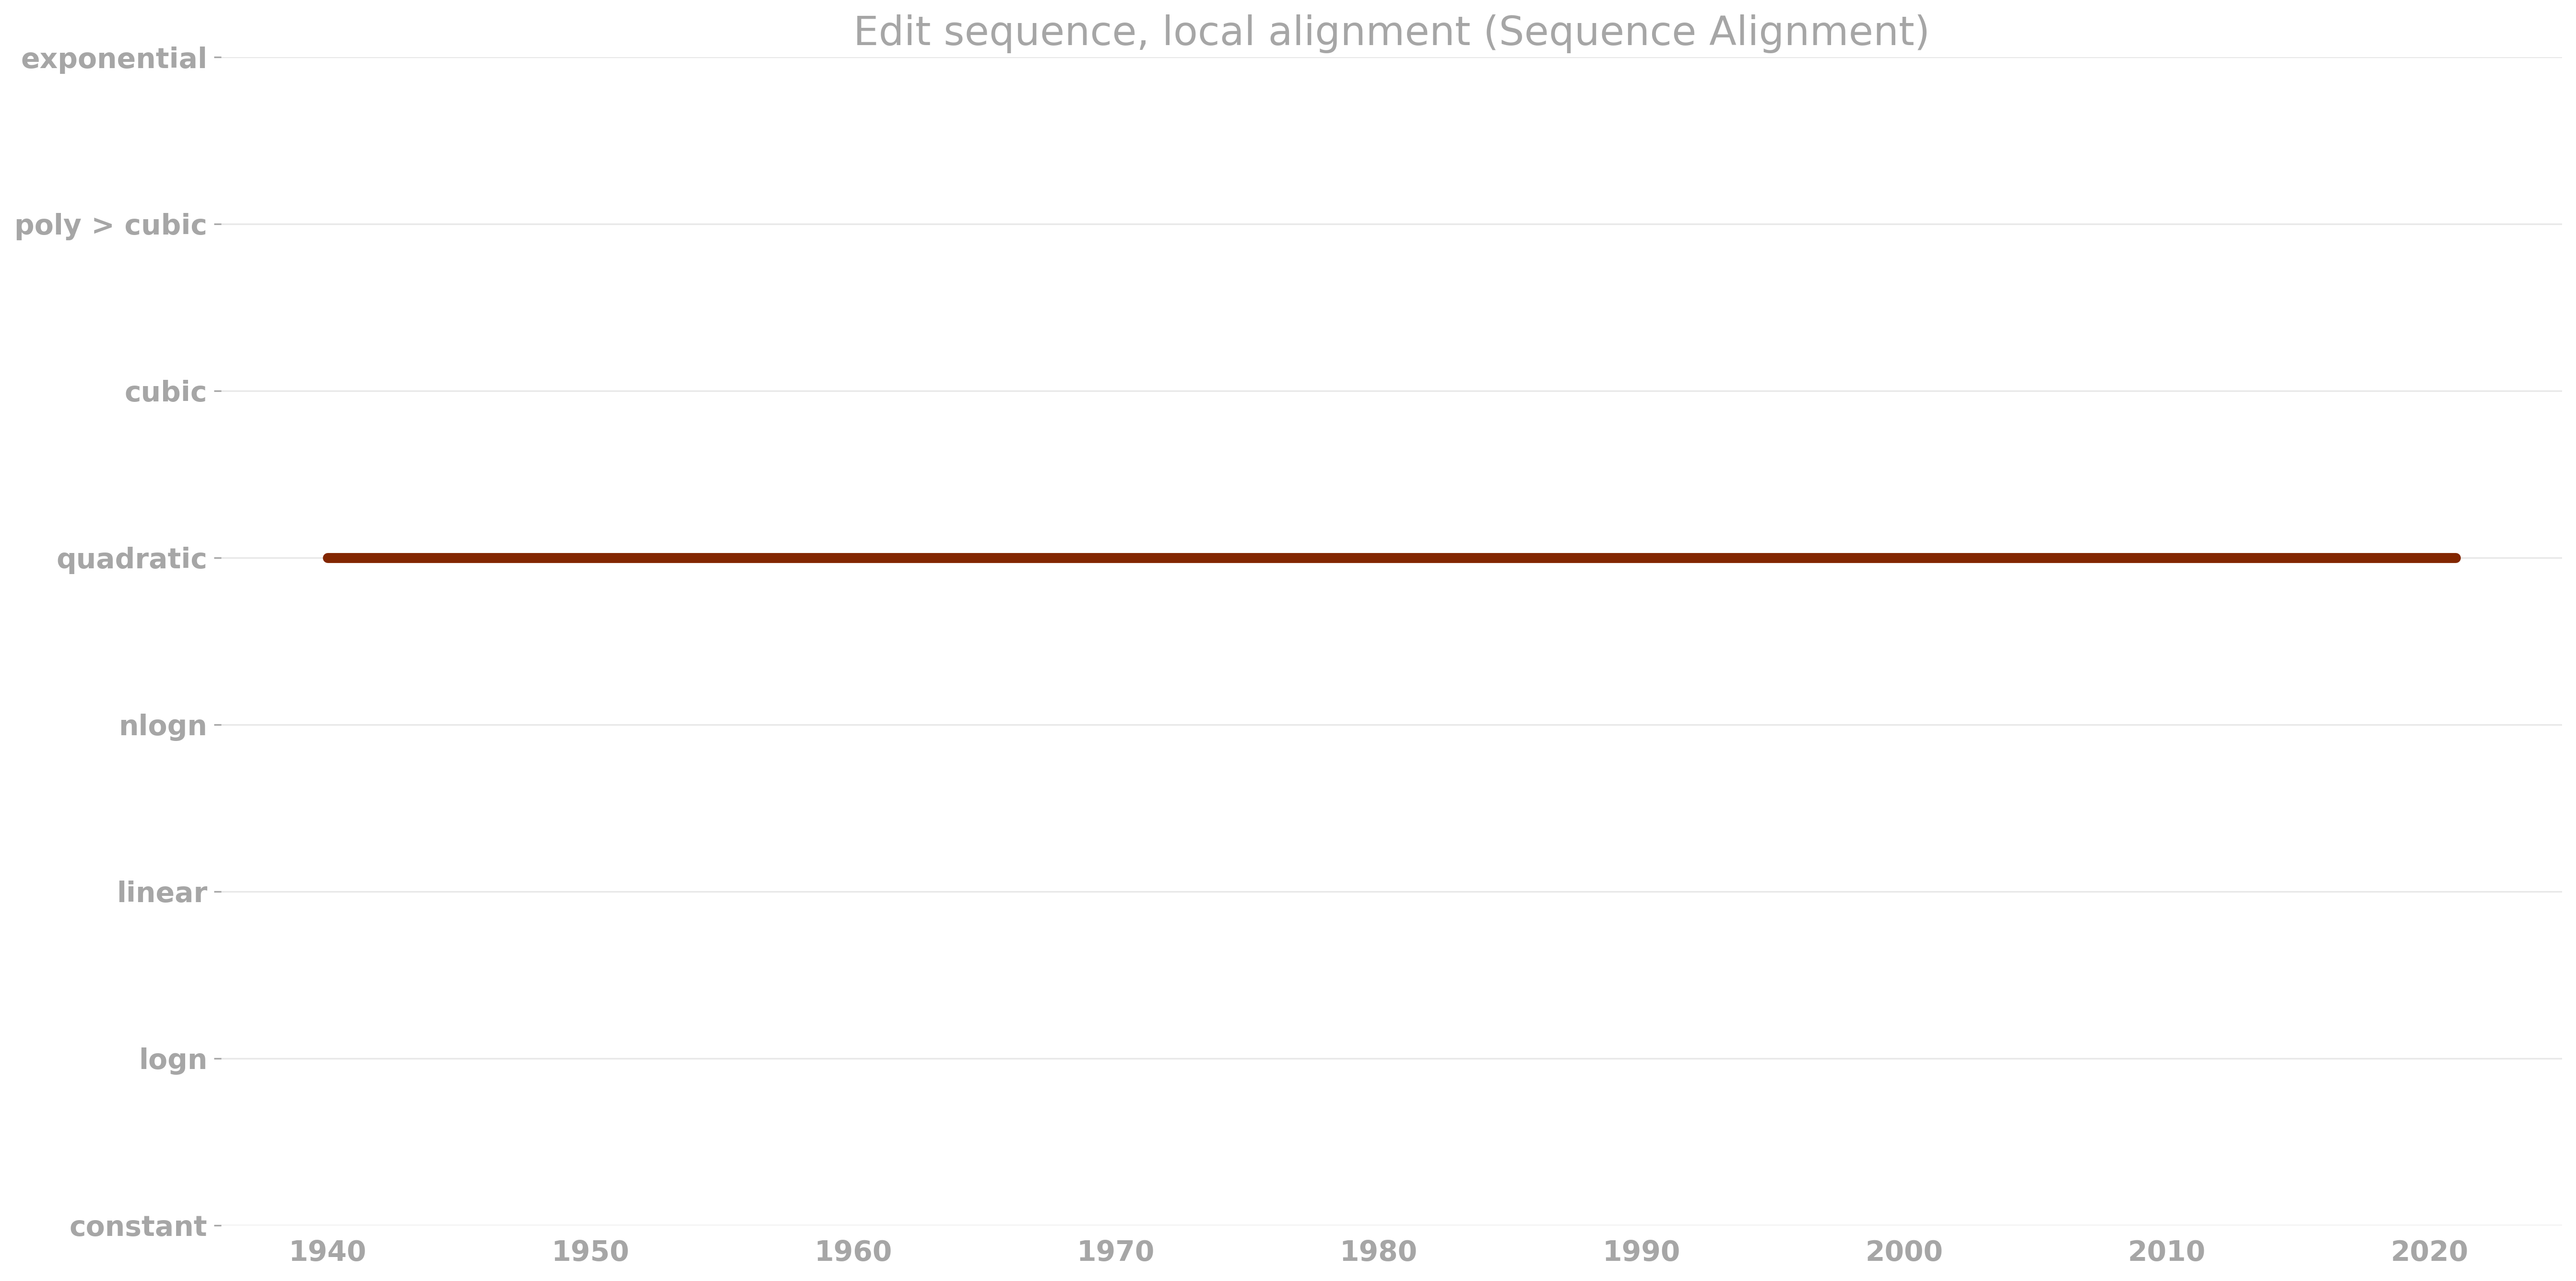 Edit sequence, local alignment (Sequence Alignment)
exponential
poly > cubic
cubic
quadratic
nlogn
linear
logn
constant
1940 1950 1960 1970 1980 1990 2000 2010 2020